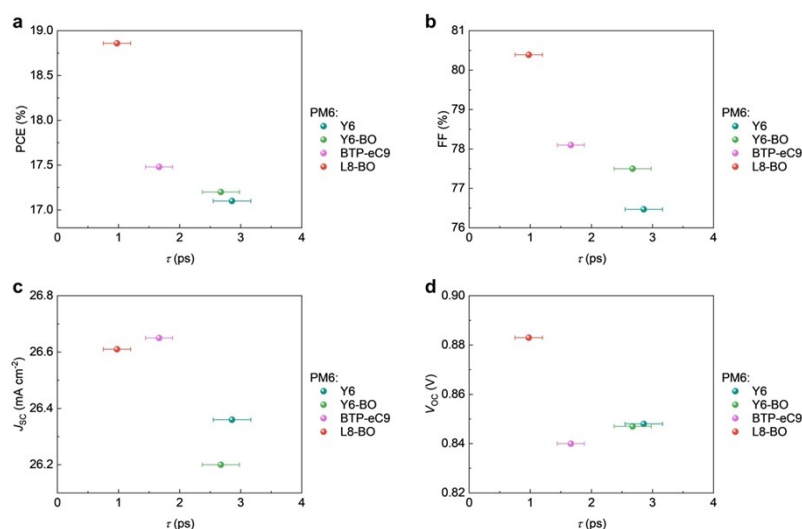 a
19.0
18.5
18.0
17.5
17.0
PCE (%)
0 1 2 3 4
τ (ps)
PM6:
Y6
Y6-BO
BTP-eC9
L8-BO
b
81
80
78
77
76
FF (%)
0 1 2 3 4
τ (ps)
PM6:
Y6
Y6-BO
BTP-eC9
L8-BO
c
26.8
26.6
26.4
26.2
JSC (mA cm-2)
0 1 2 3 4
τ (ps)
PM6:
Y6
Y6-BO
BTP-eC9
L8-BO
d
0.90
0.88
0.86
0.84
0.82
VOC (V)
0 1 2 3 4
τ (ps)
PM6:
Y6
Y6-BO
BTP-eC9
L8-BO